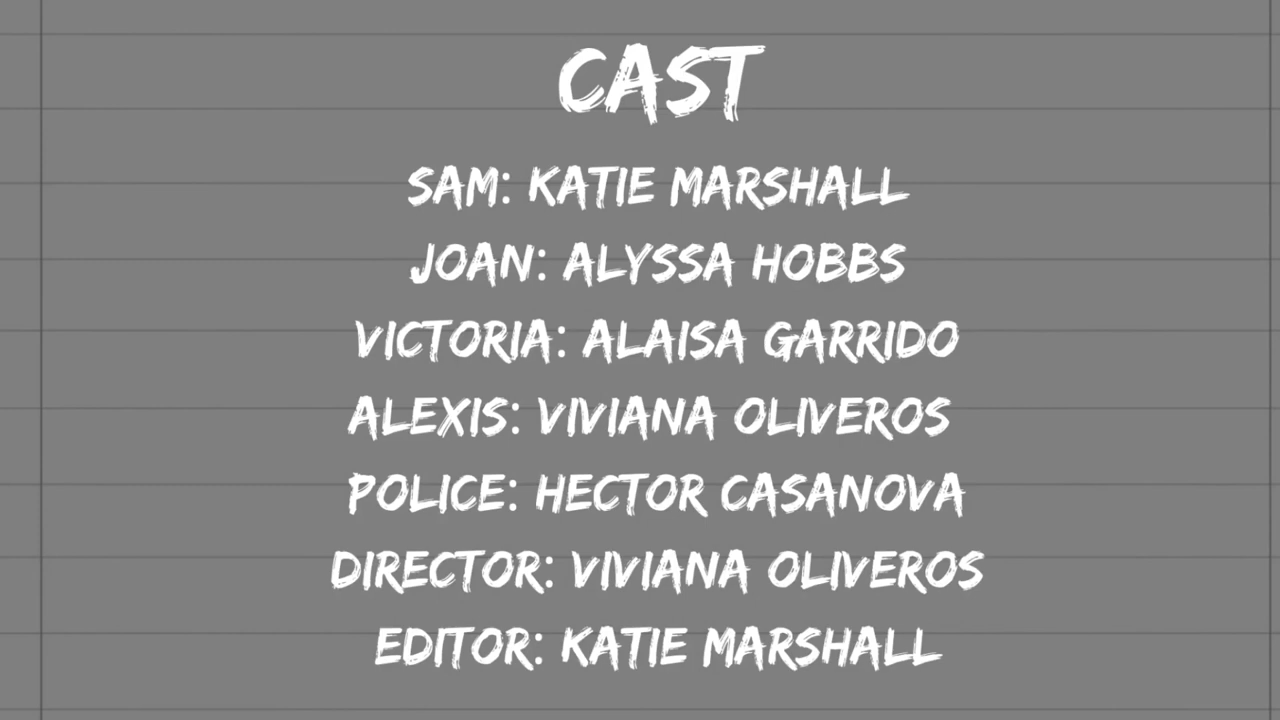 CAST
SAM: KATIE MARSHALL
JOAN: ALYSSA HOBBS
VICTORIA: ALAISA GARRIDO
ALEXIS: VIVIANA OLIVEROS
POLICE: HECTOR CASANOVA
DIRECTOR: VIVIANA OLIVEROS
EDITOR: KATIE MARSHALL